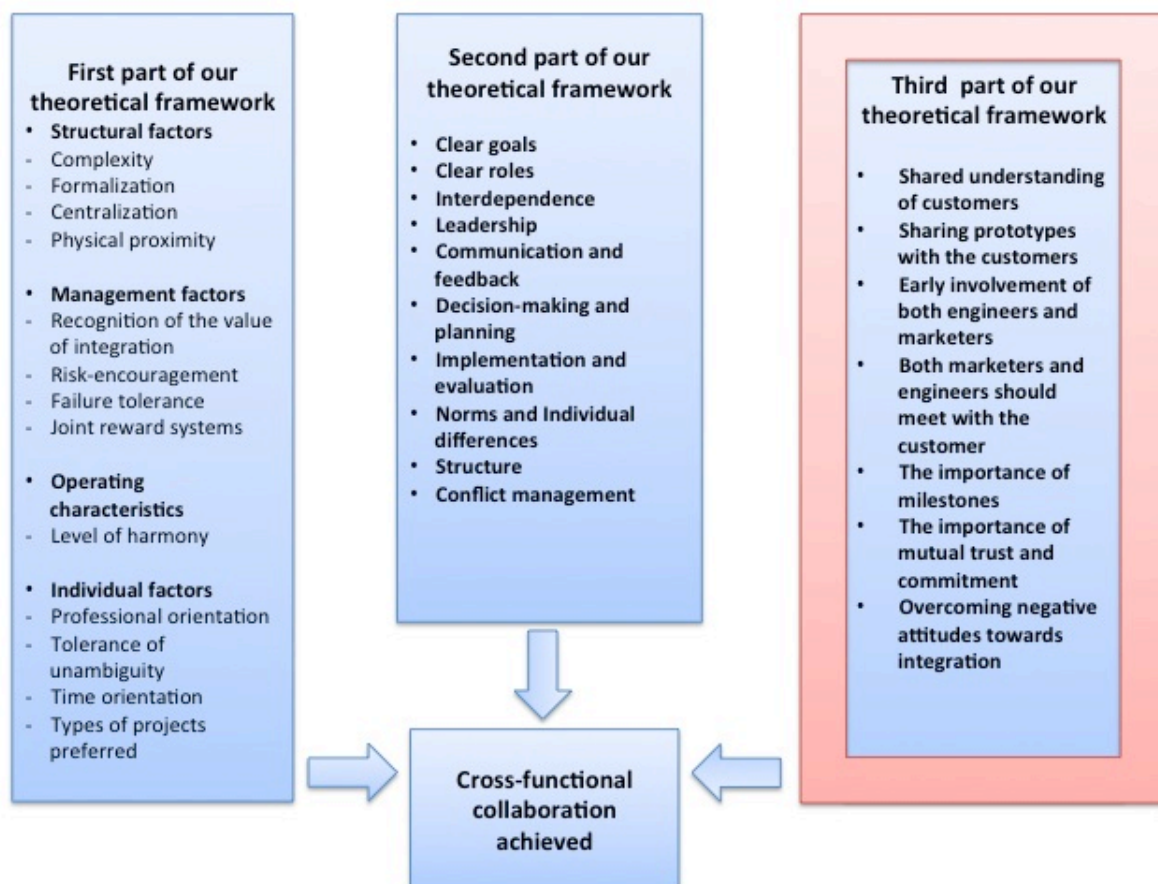 First part of our
theoretical framework
• Structural factors
- Complexity
- Formalization
- Centralization
- Physical proximity
• Management factors
- Recognition of the value
of integration
- Risk-encouragement
- Failure tolerance
- Joint reward systems
• Operating
characteristics
- Level of harmony
• Individual factors
- Professional orientation
- Tolerance of
unambiguity
- Time orientation
- Types of projects
preferred
Second part of our
theoretical framework
• Clear goals
• Clear roles
• Interdependence
• Leadership
• Communication and
feedback
• Decision-making and
planning
• Implementation and
evaluation
• Norms and Individual
differences
• Structure
• Conflict management
Third part of our
theoretical framework
• Shared understanding
of customers
• Sharing prototypes
with the customers
• Early involvement of
both engineers and
marketers
• Both marketers and
engineers should
meet with the
customer
• The importance of
milestones
• The importance of
mutual trust and
commitment
• Overcoming negative
attitudes towards
integration
Cross-functional
collaboration
achieved